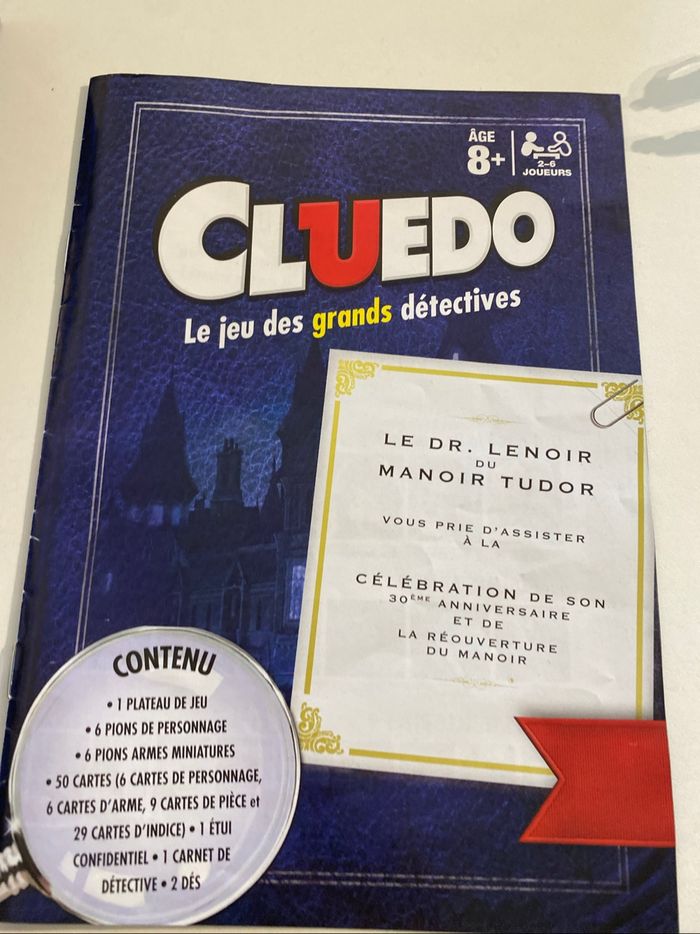 ÂGE
8+
2-6
JOUEURS
CLUEDO
Le jeu des grands détectives
LE DR. LENOIR
DU
MANOIR TUDOR
VOUS PRIE D'ASSISTER
À LA
CÉLÉBRATION DE SON
30ÈME ANNIVERSAIRE
ET DE
LA RÉOUVERTURE
DU MANOIR
CONTENU
• 1 PLATEAU DE JEU
• 6 PIONS DE PERSONNAGE
• 6 PIONS ARMES MINIATURES
• 50 CARTES (6 CARTES DE PERSONNAGE,
6 CARTES D'ARME, 9 CARTES DE PIÈCE et
29 CARTES D'INDICE) • 1 ÉTUI
CONFIDENTIEL • 1 CARNET DE
DÉTECTIVE • 2 DÉS